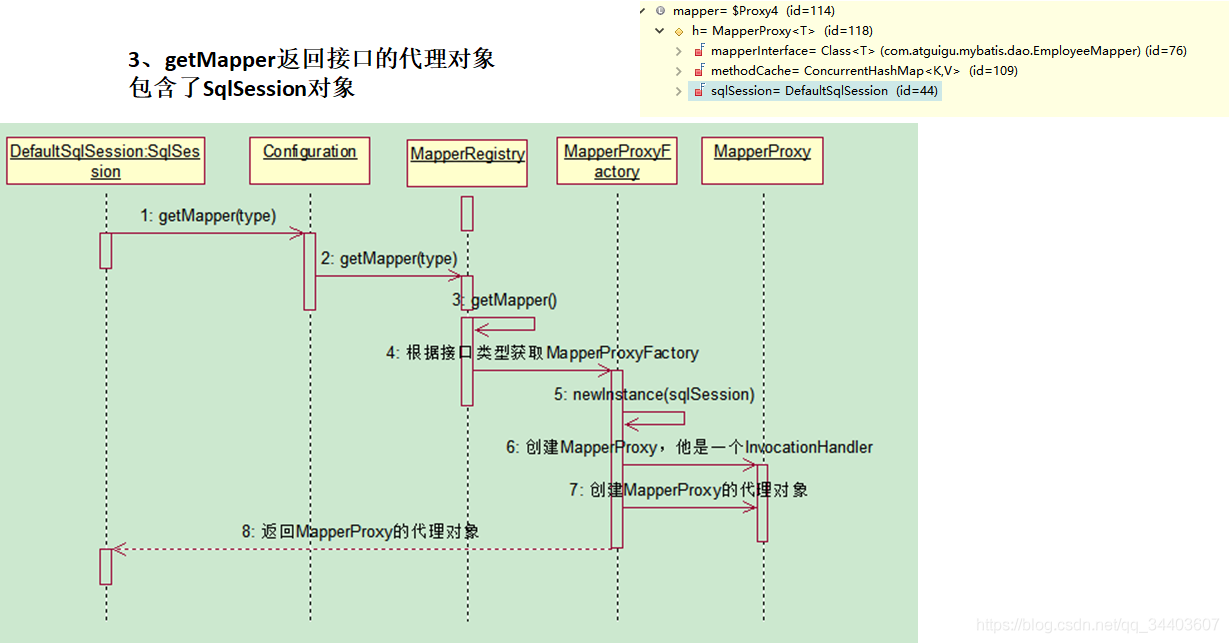 3、getMapper返回接口的代理对象
包含了SqlSession对象
mapper= $Proxy4 (id=114)
h= MapperProxy<T> (id=118)
mapperInterface= Class<T> (com.atguigu.mybatis.dao.EmployeeMapper) (id=76)
methodCache= ConcurrentHashMap<K,V> (id=109)
sqlSession= DefaultSqlSession (id=44)
DefaultSqlSession:SqlSes
sion
Configuration
MapperRegistry
MapperProxyF
actory
MapperProxy
1: getMapper(type)
2: getMapper(type)
3: getMapper()
4: 根据接口类型获取MapperProxyFactory
5: newInstance(sqlSession)
6: 创建MapperProxy，他是一个InvocationHandler
7: 创建MapperProxy的代理对象
8: 返回MapperProxy的代理对象
https://blog.csdn.net/qq_34403607